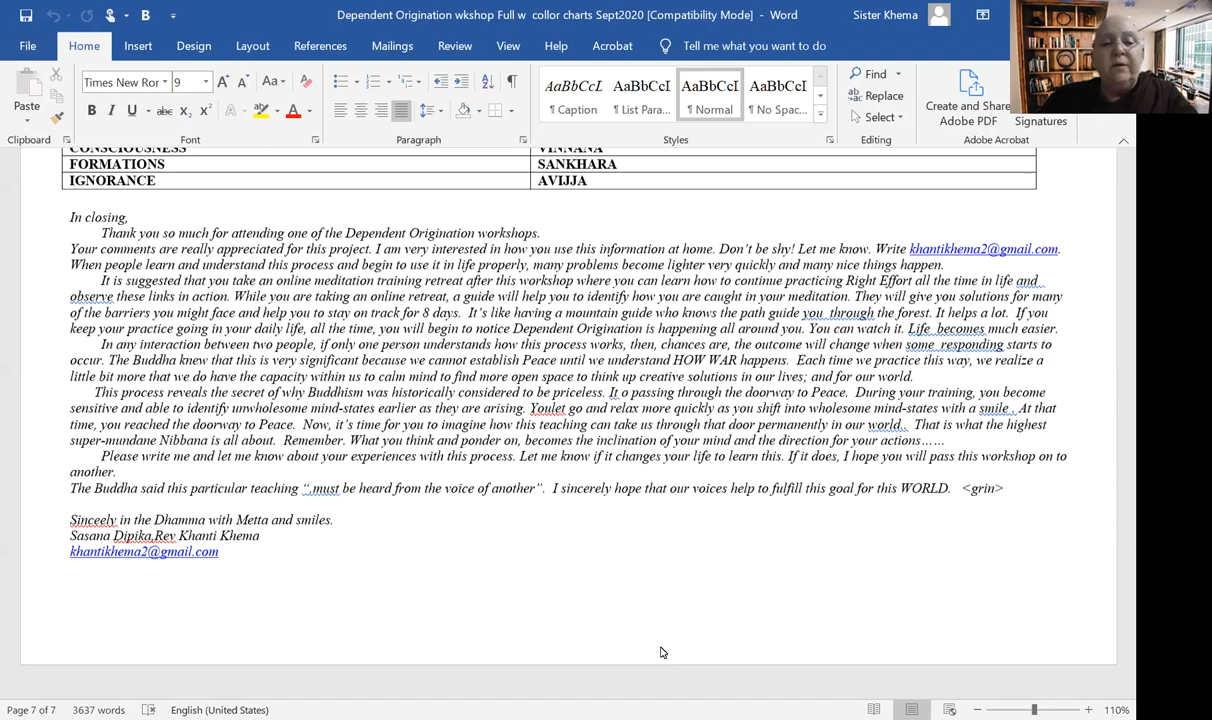 Dependent Origination wkshop Full w collor charts Sept2020 [Compatibility Mode] - Word
Sister Khema
File Home Insert Design Layout References Mailings Review View Help Acrobat Tell me what you want to do
Times New Ror 9
Paste
Clipboard
Font
Paragraph
AaBbCcI AaBbCcI AaBbCcI AaBbCcI
Caption ¶ List Para... ¶ Normal ¶ No Spac...
Styles
Find
Replace
Select
Editing
Create and Share
Adobe PDF
Signatures
Adobe Acrobat
CONSCIOUSNESS VINNANA
FORMATIONS SANKHARA
IGNORANCE AVIJJA
In closing,
Thank you so much for attending one of the Dependent Origination workshops.
Your comments are really appreciated for this project. I am very interested in how you use this information at home. Don't be shy! Let me know. Write khantikhema2@gmail.com.
When people learn and understand this process and begin to use it in life properly, many problems become lighter very quickly and many nice things happen.
It is suggested that you take an online meditation training retreat after this workshop where you can learn how to continue practicing Right Effort all the time in life and
observe these links in action. While you are taking an online retreat, a guide will help you to identify how you are caught in your meditation. They will give you solutions for many
of the barriers you might face and help you to stay on track for 8 days. It's like having a mountain guide who knows the path guide you through the forest. It helps a lot. If you
keep your practice going in your daily life, all the time, you will begin to notice Dependent Origination is happening all around you. You can watch it. Life becomes much easier.
In any interaction between two people, if only one person understands how this process works, then, chances are, the outcome will change when some responding starts to
occur. The Buddha knew that this is very significant because we cannot establish Peace until we understand HOW WAR happens. Each time we practice this way, we realize a
little bit more that we do have the capacity within us to calm mind to find more open space to think up creative solutions in our lives; and for our world.
This process reveals the secret of why Buddhism was historically considered to be priceless. It o passing through the doorway to Peace. During your training, you become
sensitive and able to identify unwholesome mind-states earlier as they are arising. Youlet go and relax more quickly as you shift into wholesome mind-states with a smile . At that
time, you reached the doorway to Peace. Now, it's time for you to imagine how this teaching can take us through that door permanently in our world.. That is what the highest
super-mundane Nibbana is all about. Remember. What you think and ponder on, becomes the inclination of your mind and the direction for your actions......
Please write me and let me know about your experiences with this process. Let me know if it changes your life to learn this. If it does, I hope you will pass this workshop on to
another.
The Buddha said this particular teaching "..must be heard from the voice of another". I sincerely hope that our voices help to fulfill this goal for this WORLD. <grin>
Sinceely in the Dhamma with Metta and smiles.
Sasana Dipika,Rev Khanti Khema
khantikhema2@gmail.com
Page 7 of 7 3637 words English (United States) 110%